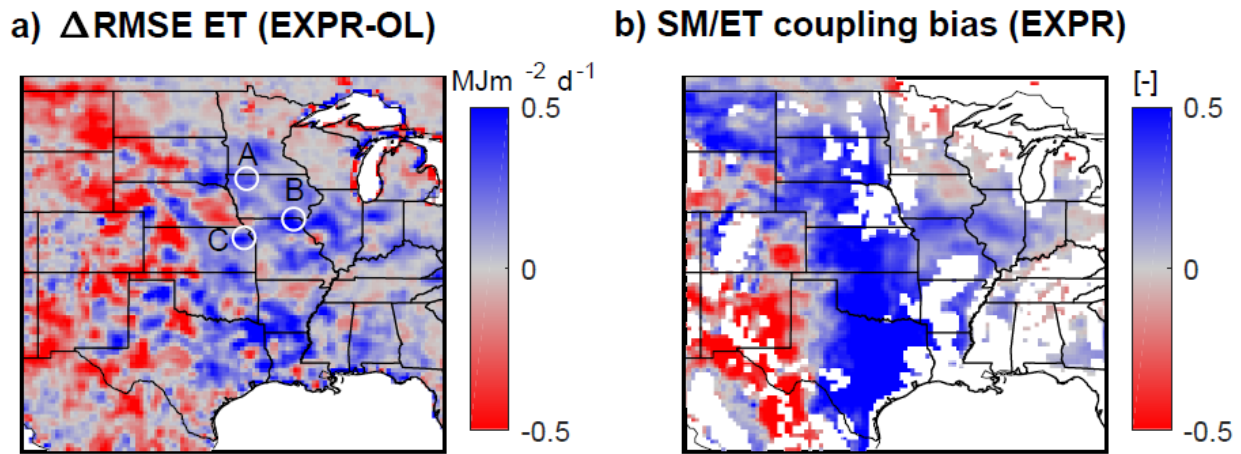 a) ΔRMSE ET (EXPR-OL)
MJm⁻² d⁻¹
0.5
0
-0.5
A
B
C
b) SM/ET coupling bias (EXPR)
[-]
0.5
0
-0.5